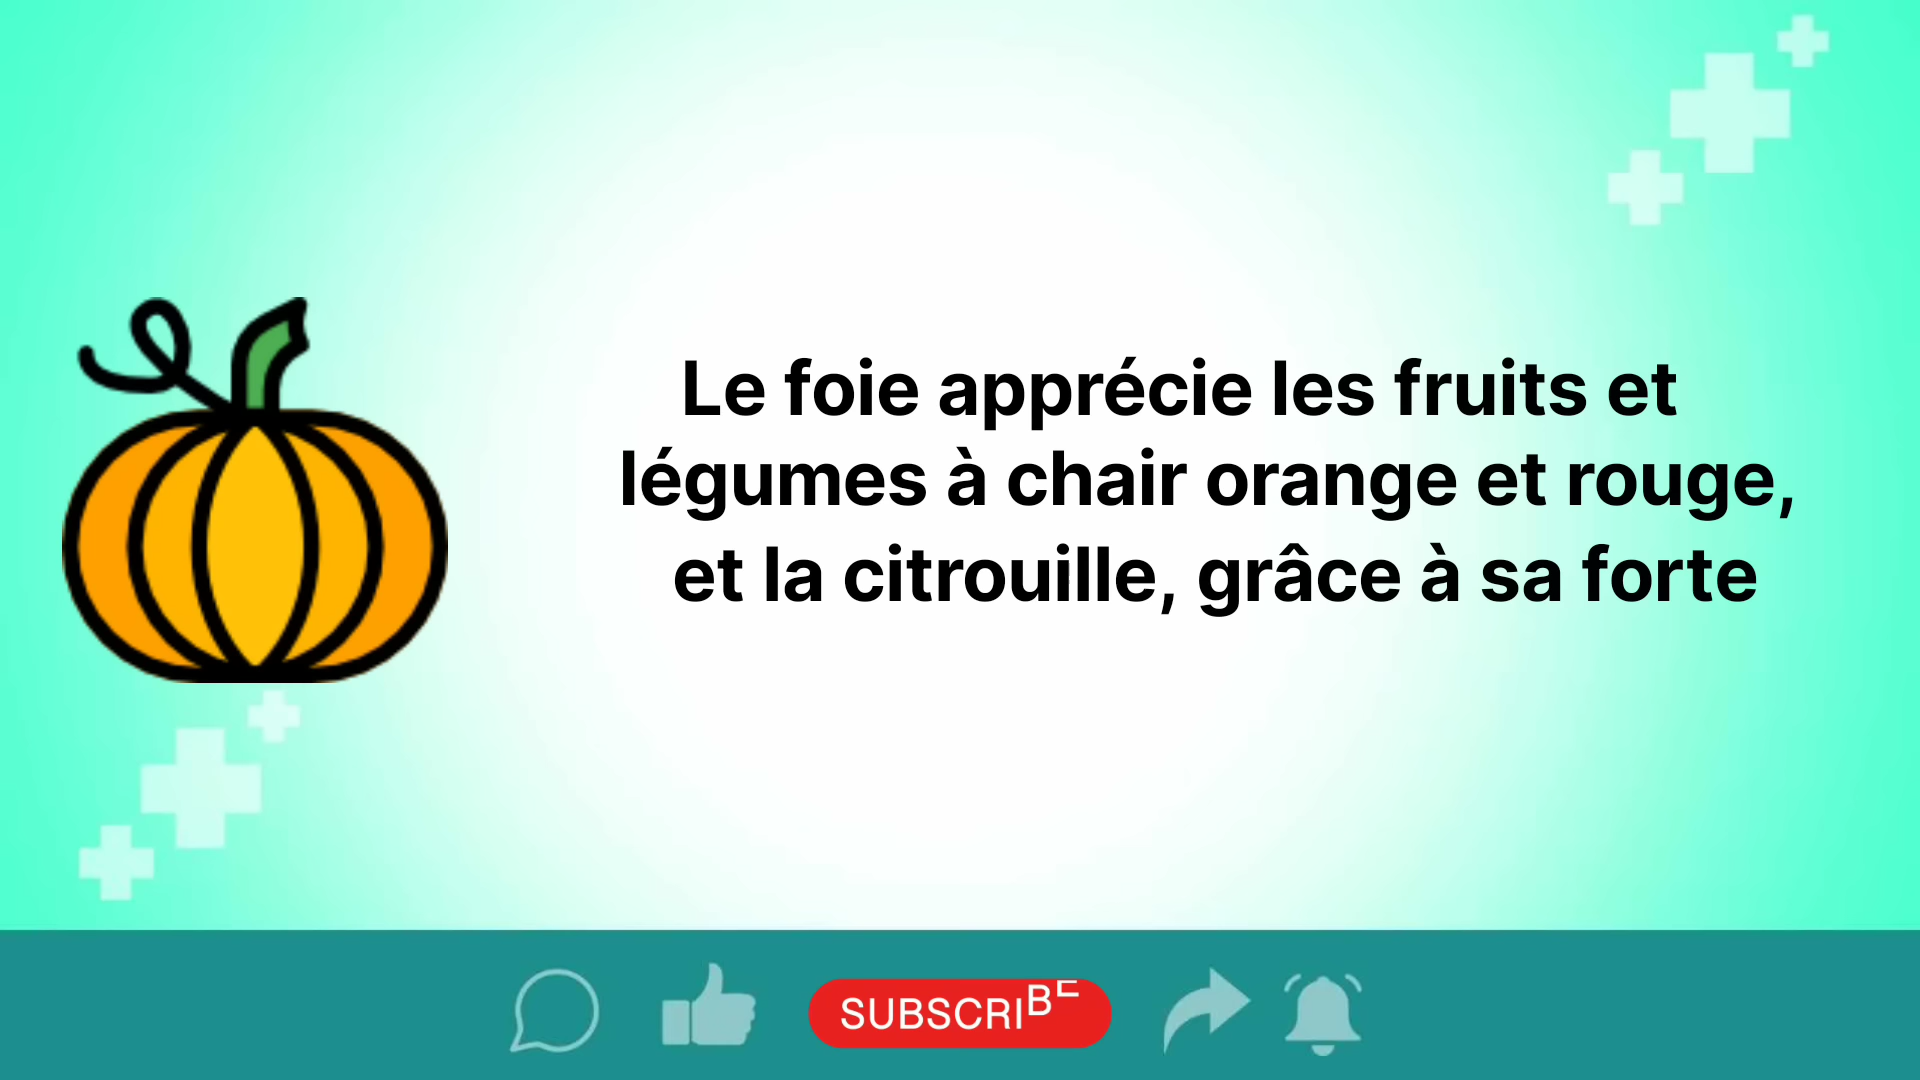 Le foie apprécie les fruits et
légumes à chair orange et rouge,
et la citrouille, grâce à sa forte
SUBSCRIBE